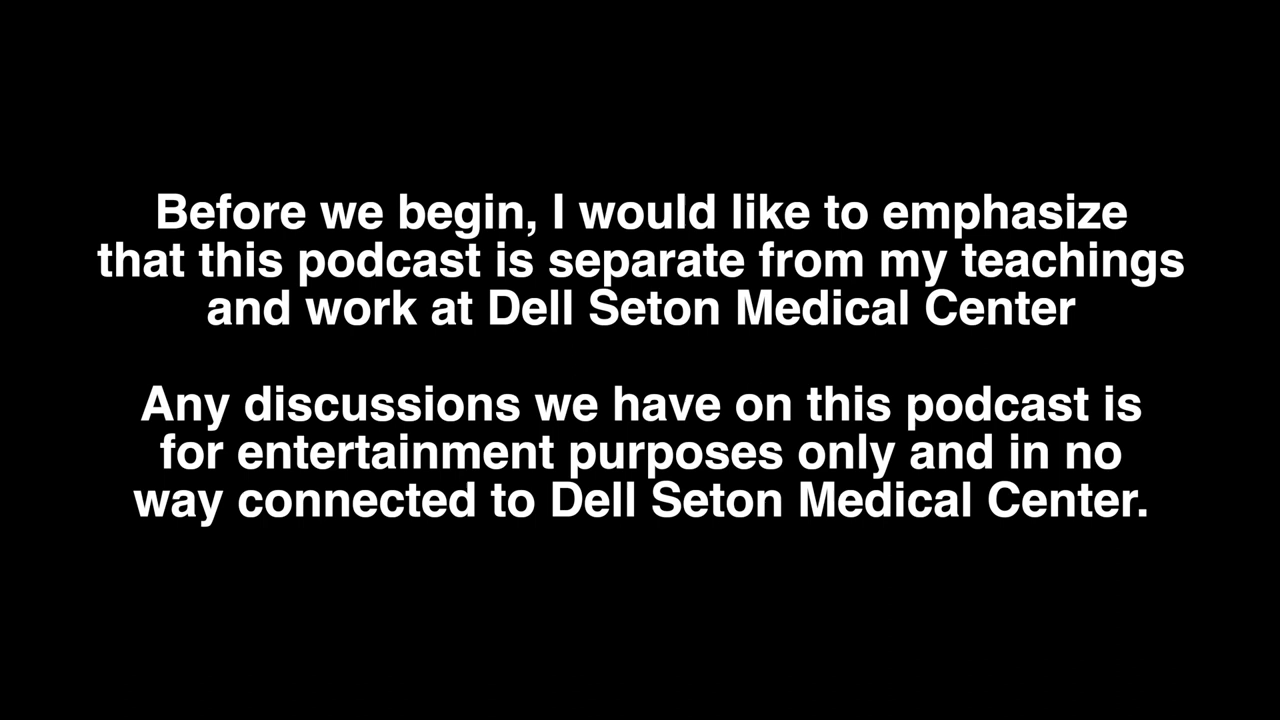 Before we begin, I would like to emphasize
that this podcast is separate from my teachings
and work at Dell Seton Medical Center
Any discussions we have on this podcast is
for entertainment purposes only and in no
way connected to Dell Seton Medical Center.